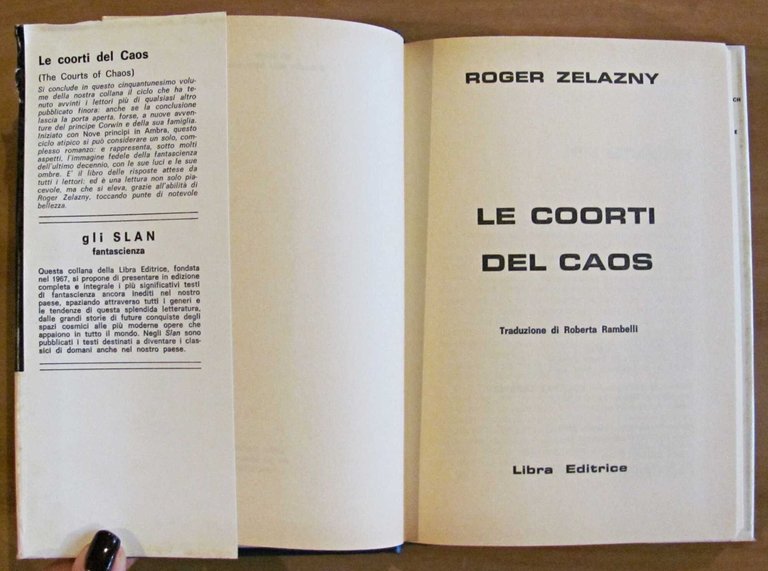 Le coorti del Caos
(The Courts of Chaos)
Si conclude in questo cinquantunesimo volu-
me della nostra collana il ciclo che ha te-
nuto avvinti i lettori più di qualsiasi altro
pubblicato finora: anche se la conclusione
lascia la porta aperta, forse, a nuove avven-
ture del principe Corwin e della sua famiglia.
Iniziato con Nove principi in Ambra, questo
ciclo atipico si può considerare un solo, com-
plesso romanzo: e rappresenta, sotto molti
aspetti, l'immagine fedele della fantascienza
dell'ultimo decennio, con le sue luci e le sue
ombre. E' il libro delle risposte attese da
tutti i lettori: ed è una lettura non solo pia-
cevole, ma che si eleva, grazie all'abilità di
Roger Zelazny, toccando punte di notevole
bellezza.
gli SLAN
fantascienza
Questa collana della Libra Editrice, fondata
nel 1967, si propone di presentare in edizione
completa e integrale i più significativi testi
di fantascienza ancora inediti nel nostro
paese, spaziando attraverso tutti i generi e
le tendenze di questa splendida letteratura,
dalle grandi storie di future conquiste degli
spazi cosmici alle più moderne opere che
appaiono in tutto il mondo. Negli Slan sono
pubblicati i testi destinati a diventare i clas-
sici di domani anche nel nostro paese.
ROGER ZELAZNY
LE COORTI
DEL CAOS
Traduzione di Roberta Rambelli
Libra Editrice
CH
E